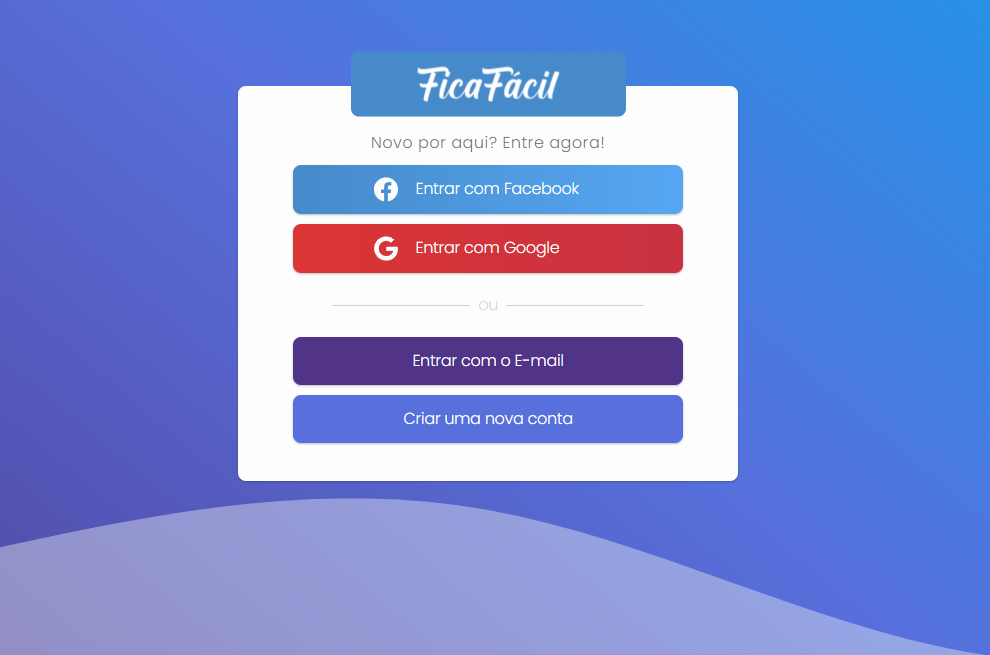 FicaFácil
Novo por aqui? Entre agora!
Entrar com Facebook
Entrar com Google
ou
Entrar com o E-mail
Criar uma nova conta